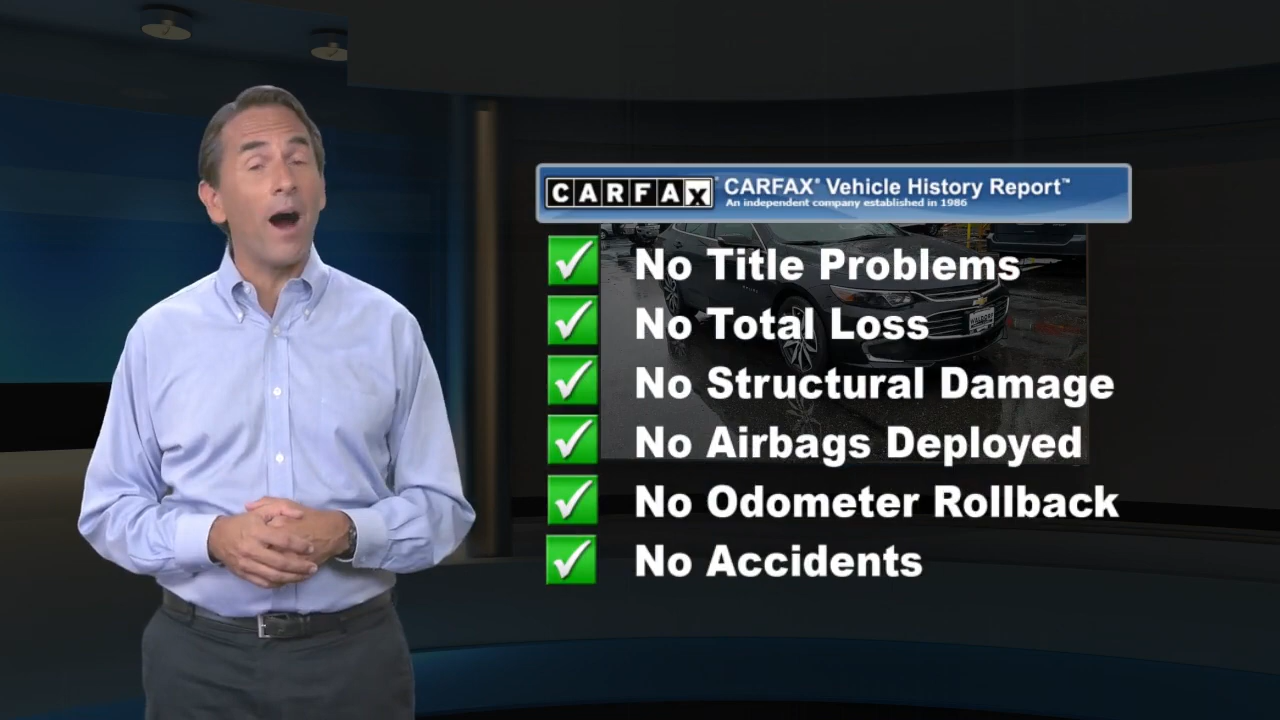 CARFAX® CARFAX® Vehicle History Report™
An independent company established in 1986
No Title Problems
No Total Loss
No Structural Damage
No Airbags Deployed
No Odometer Rollback
No Accidents